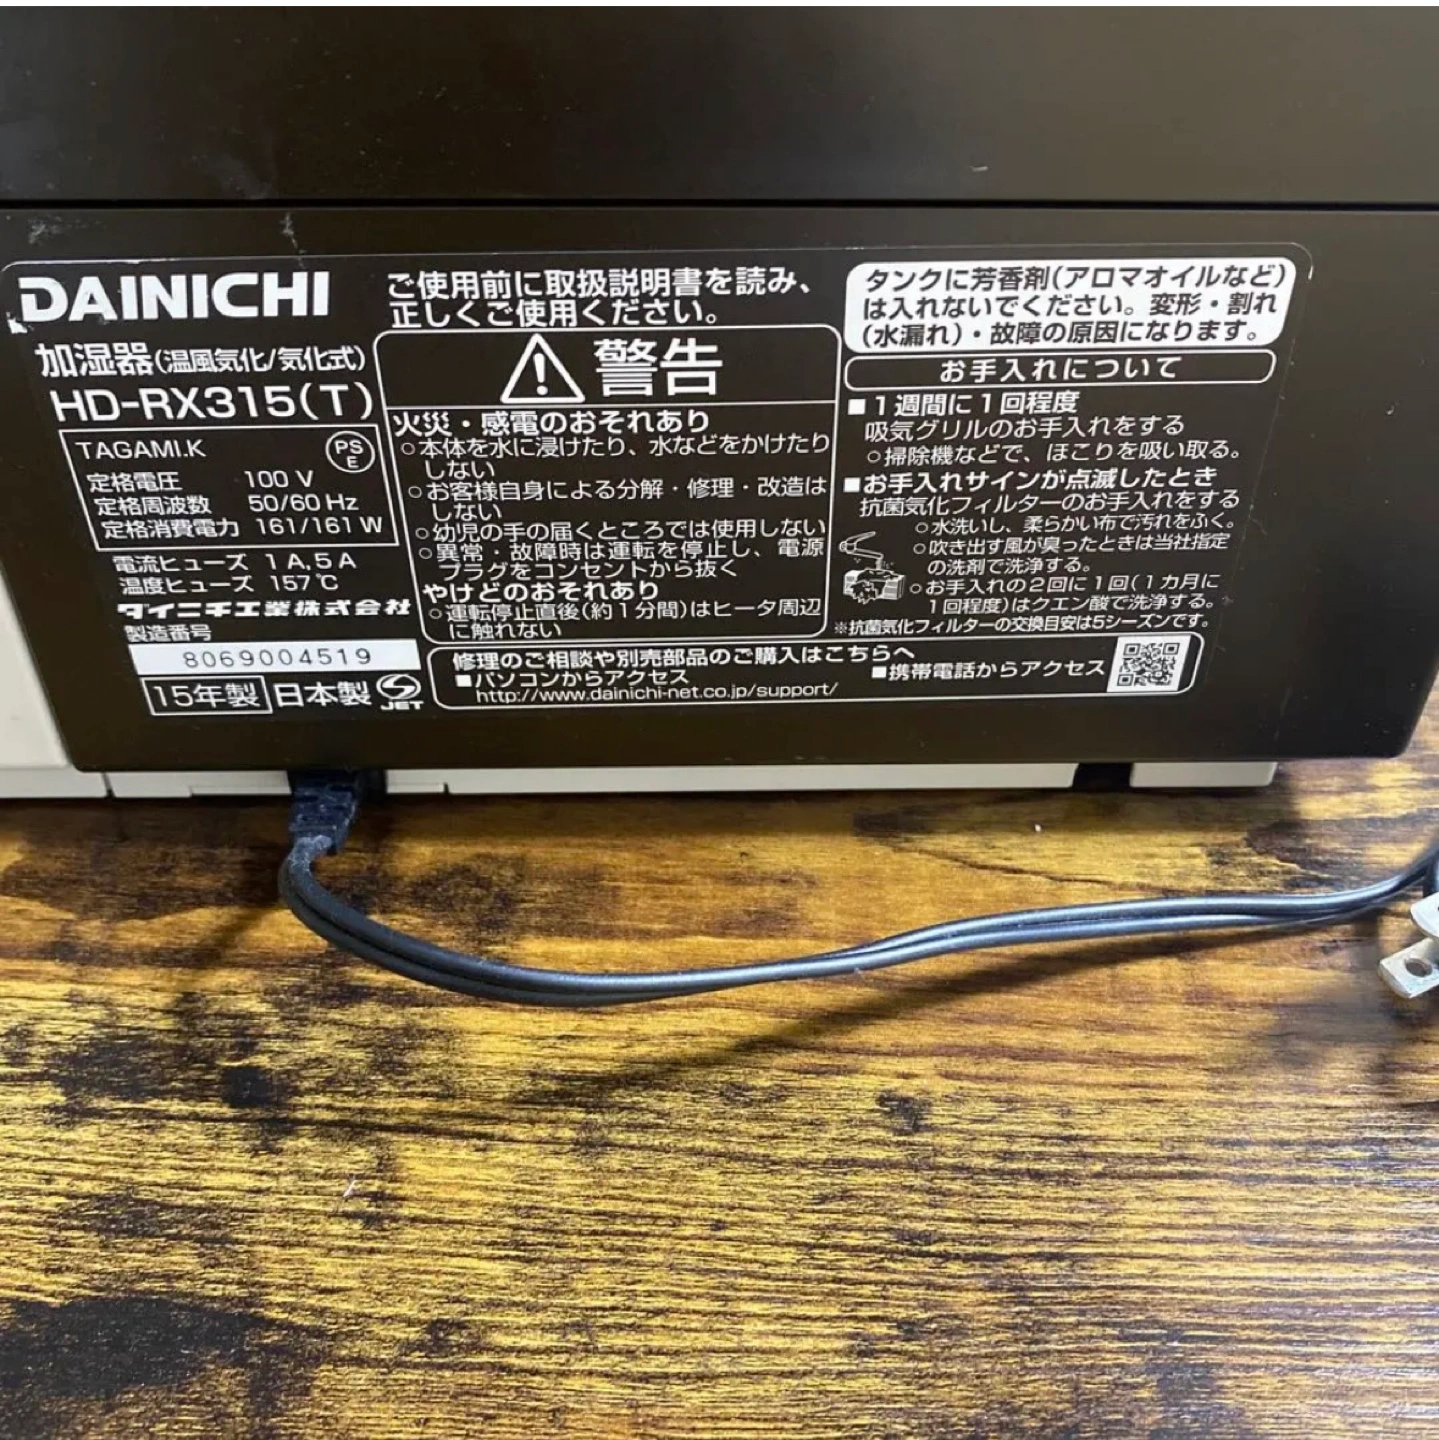 DAINICHI
加湿器(温風気化/気化式)
HD-RX315(T)
TAGAMI.K
PS
E
定格電圧 100 V
定格周波数 50/60 Hz
定格消費電力 161/161 W
電流ヒューズ 1 A,5 A
温度ヒューズ 157℃
ダイニチ工業株式会社
製造番号
8069004519
15年製 日本製 JET
ご使用前に取扱説明書を読み、
正しくご使用ください。
警告
火災・感電のおそれあり
○本体を水に浸けたり、水などをかけたり
しない
○お客様自身による分解・修理・改造は
しない
○幼児の手の届くところでは使用しない
○異常・故障時は運転を停止し、電源
プラグをコンセントから抜く
やけどのおそれあり
○運転停止直後(約1分間)はヒータ周辺
に触れない
タンクに芳香剤(アロマオイルなど)
は入れないでください。変形・割れ
(水漏れ)・故障の原因になります。
お手入れについて
■1週間に1回程度
吸気グリルのお手入れをする
○掃除機などで、ほこりを吸い取る。
■お手入れサインが点滅したとき
抗菌気化フィルターのお手入れをする
○水洗いし、柔らかい布で汚れをふく。
○吹き出す風が臭ったときは当社指定
の洗剤で洗浄する。
○お手入れの2回に1回(1カ月に
1回程度)はクエン酸で洗浄する。
※抗菌気化フィルターの交換目安は5シーズンです。
修理のご相談や別売部品のご購入はこちらへ
■パソコンからアクセス
http://www.dainichi-net.co.jp/support/
■携帯電話からアクセス